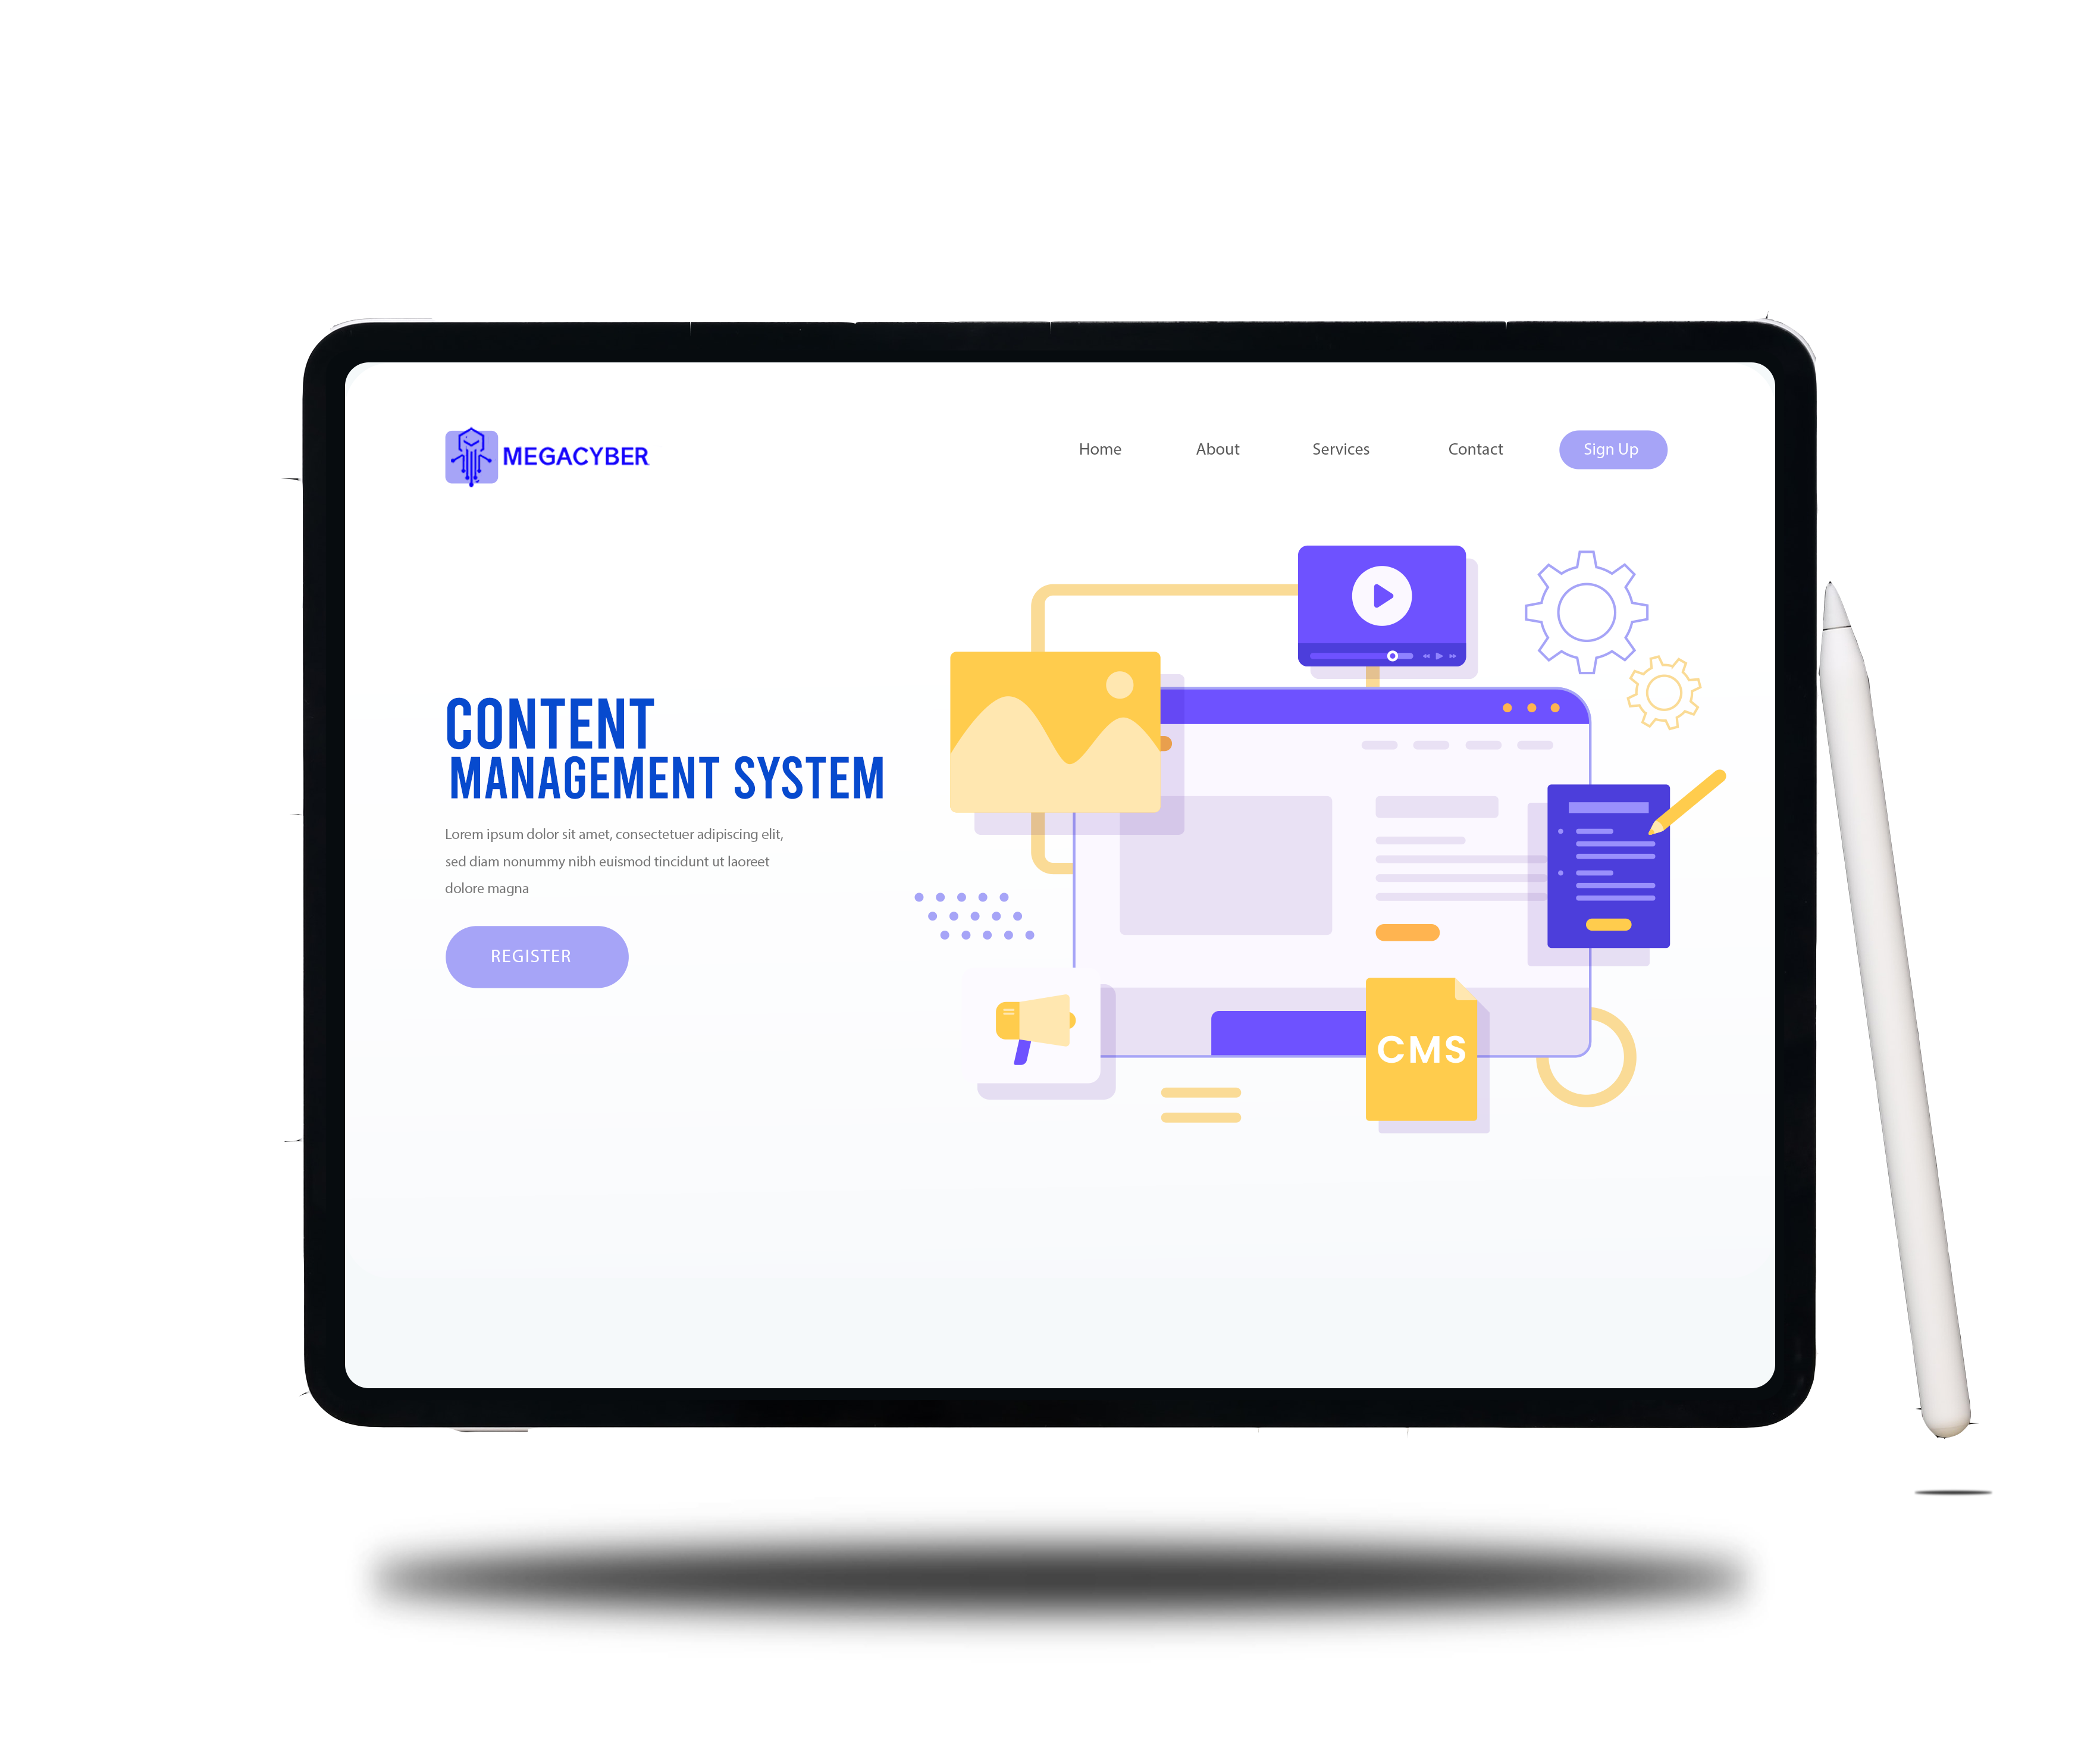 MEGACYBER
Home About Services Contact Sign Up
CONTENT
MANAGEMENT SYSTEM
Lorem ipsum dolor sit amet, consectetuer adipiscing elit,
sed diam nonummy nibh euismod tincidunt ut laoreet
dolore magna
REGISTER
CMS